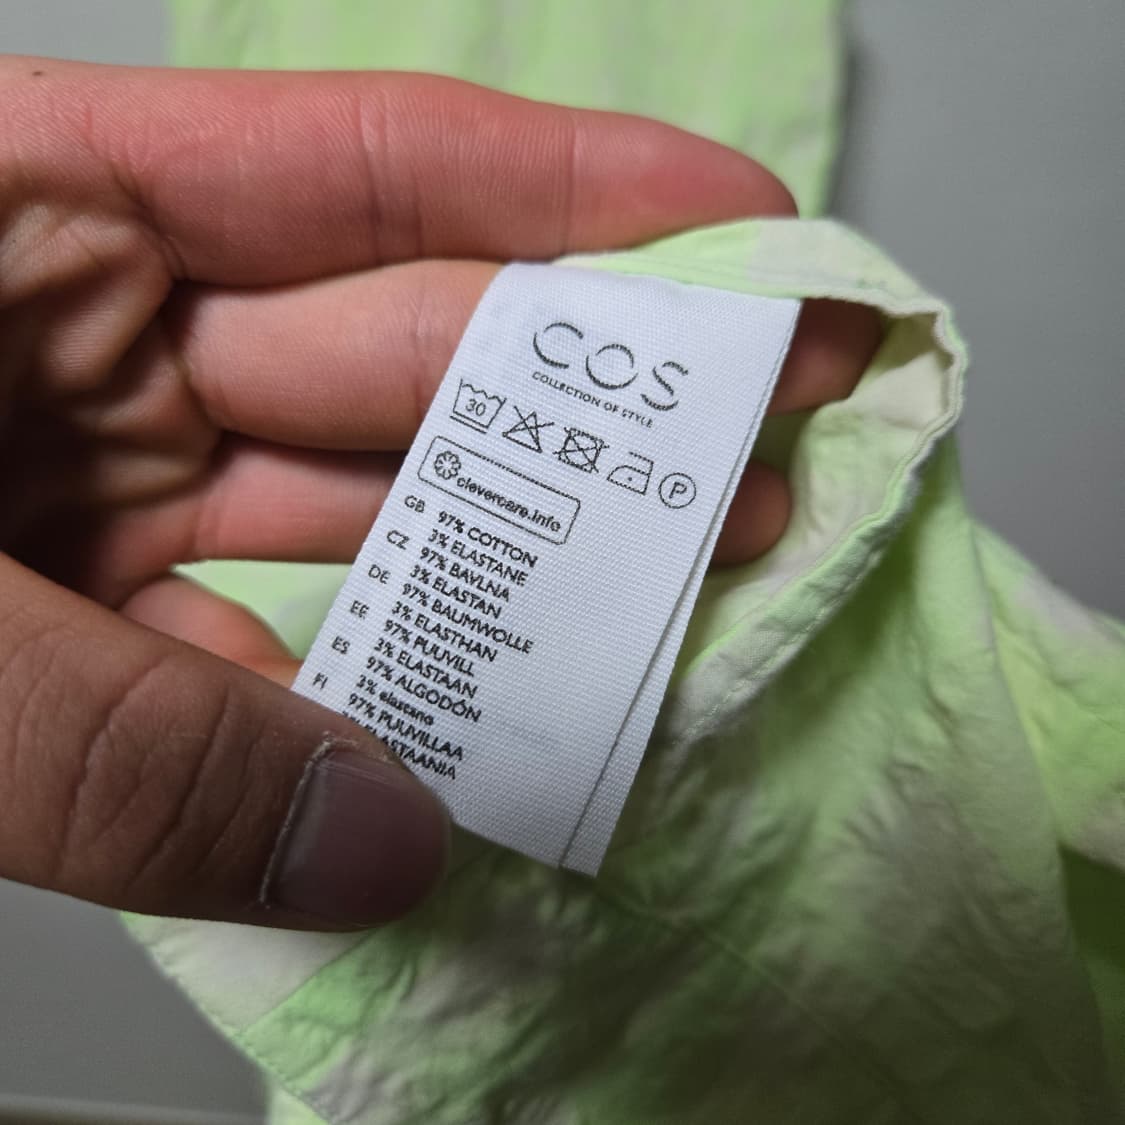 COS
COLLECTION OF STYLE
30 P
clevercare.info
GB 97% COTTON
3% ELASTANE
CZ 97% BAVLNA
3% ELASTAN
DE 97% BAUMWOLLE
3% ELASTHAN
EE 97% PUUVILL
3% ELASTAAN
ES 97% ALGODÓN
3% elastano
FI 97% PUUVILLAA
ELASTAANIA